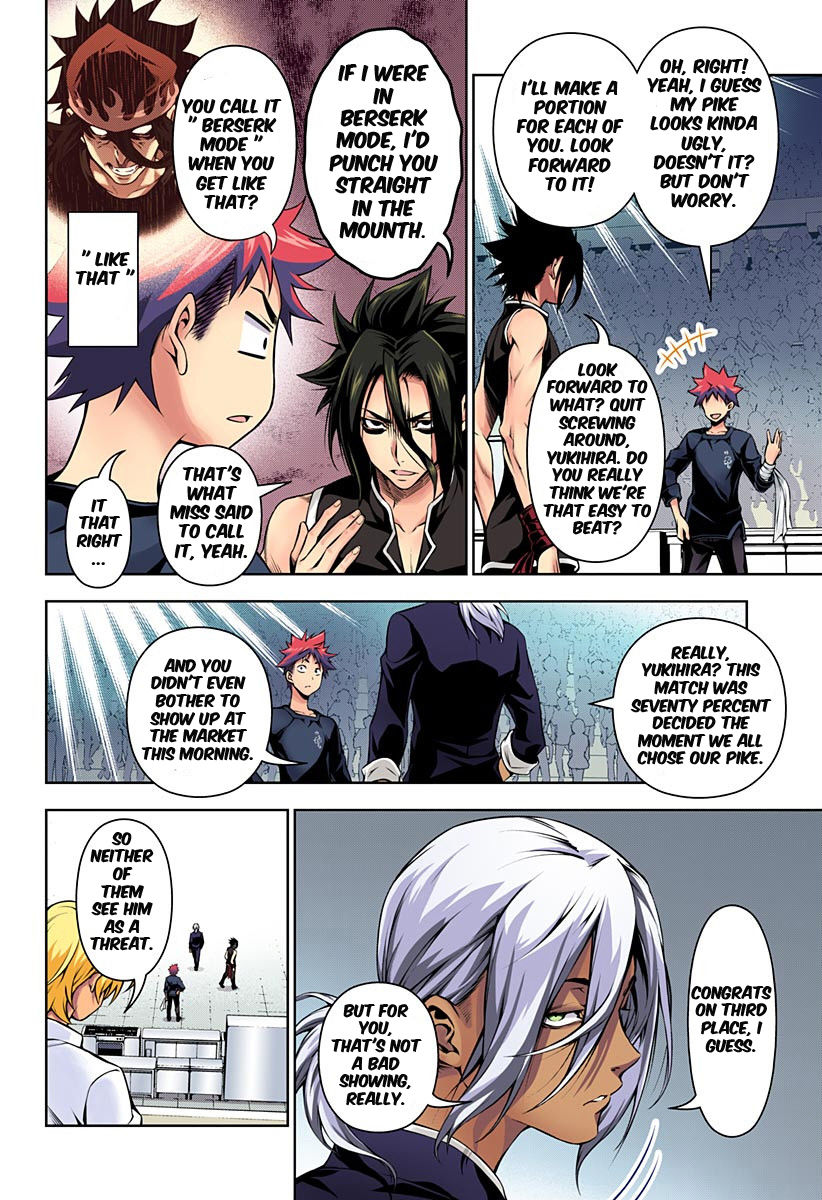 OH, RIGHT!
YEAH, I GUESS
MY PIKE
LOOKS KINDA
UGLY,
DOESN'T IT?
BUT DON'T
WORRY.
I'LL MAKE A
PORTION
FOR EACH OF
YOU. LOOK
FORWARD
TO IT!
LOOK
FORWARD TO
WHAT? QUIT
SCREWING
AROUND,
YUKIHIRA. DO
YOU REALLY
THINK WE'RE
THAT EASY TO
BEAT?
IF I WERE
IN
BERSERK
MODE, I'D
PUNCH YOU
STRAIGHT
IN THE
MOUNTH.
YOU CALL IT
" BERSERK
MODE "
WHEN YOU
GET LIKE
THAT?
" LIKE
THAT "
THAT'S
WHAT
MISS SAID
TO CALL
IT, YEAH.
IT
THAT
RIGHT
...
REALLY,
YUKIHIRA? THIS
MATCH WAS
SEVENTY PERCENT
DECIDED THE
MOMENT WE ALL
CHOSE OUR PIKE.
AND YOU
DIDN'T EVEN
BOTHER TO
SHOW UP AT
THE MARKET
THIS MORNING.
CONGRATS
ON THIRD
PLACE, I
GUESS.
BUT FOR
YOU,
THAT'S NOT
A BAD
SHOWING,
REALLY.
SO
NEITHER
OF THEM
SEE HIM
AS A
THREAT.